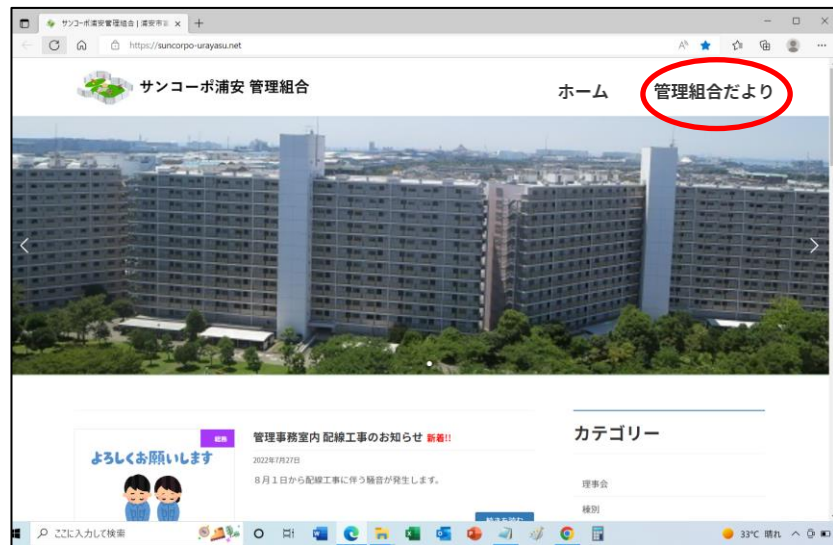 サンコーポ浦安管理組合 | 浦安市
https://suncorpo-urayasu.net
サンコーポ浦安 管理組合
ホーム
管理組合だより
総務
よろしくお願いします
管理事務室内 配線工事のお知らせ 新着!!
2022年7月27日
8月1日から配線工事に伴う騒音が発生します。
続きを読む
カテゴリー
理事会
棟別
ここに入力して検索
33°C 晴れ